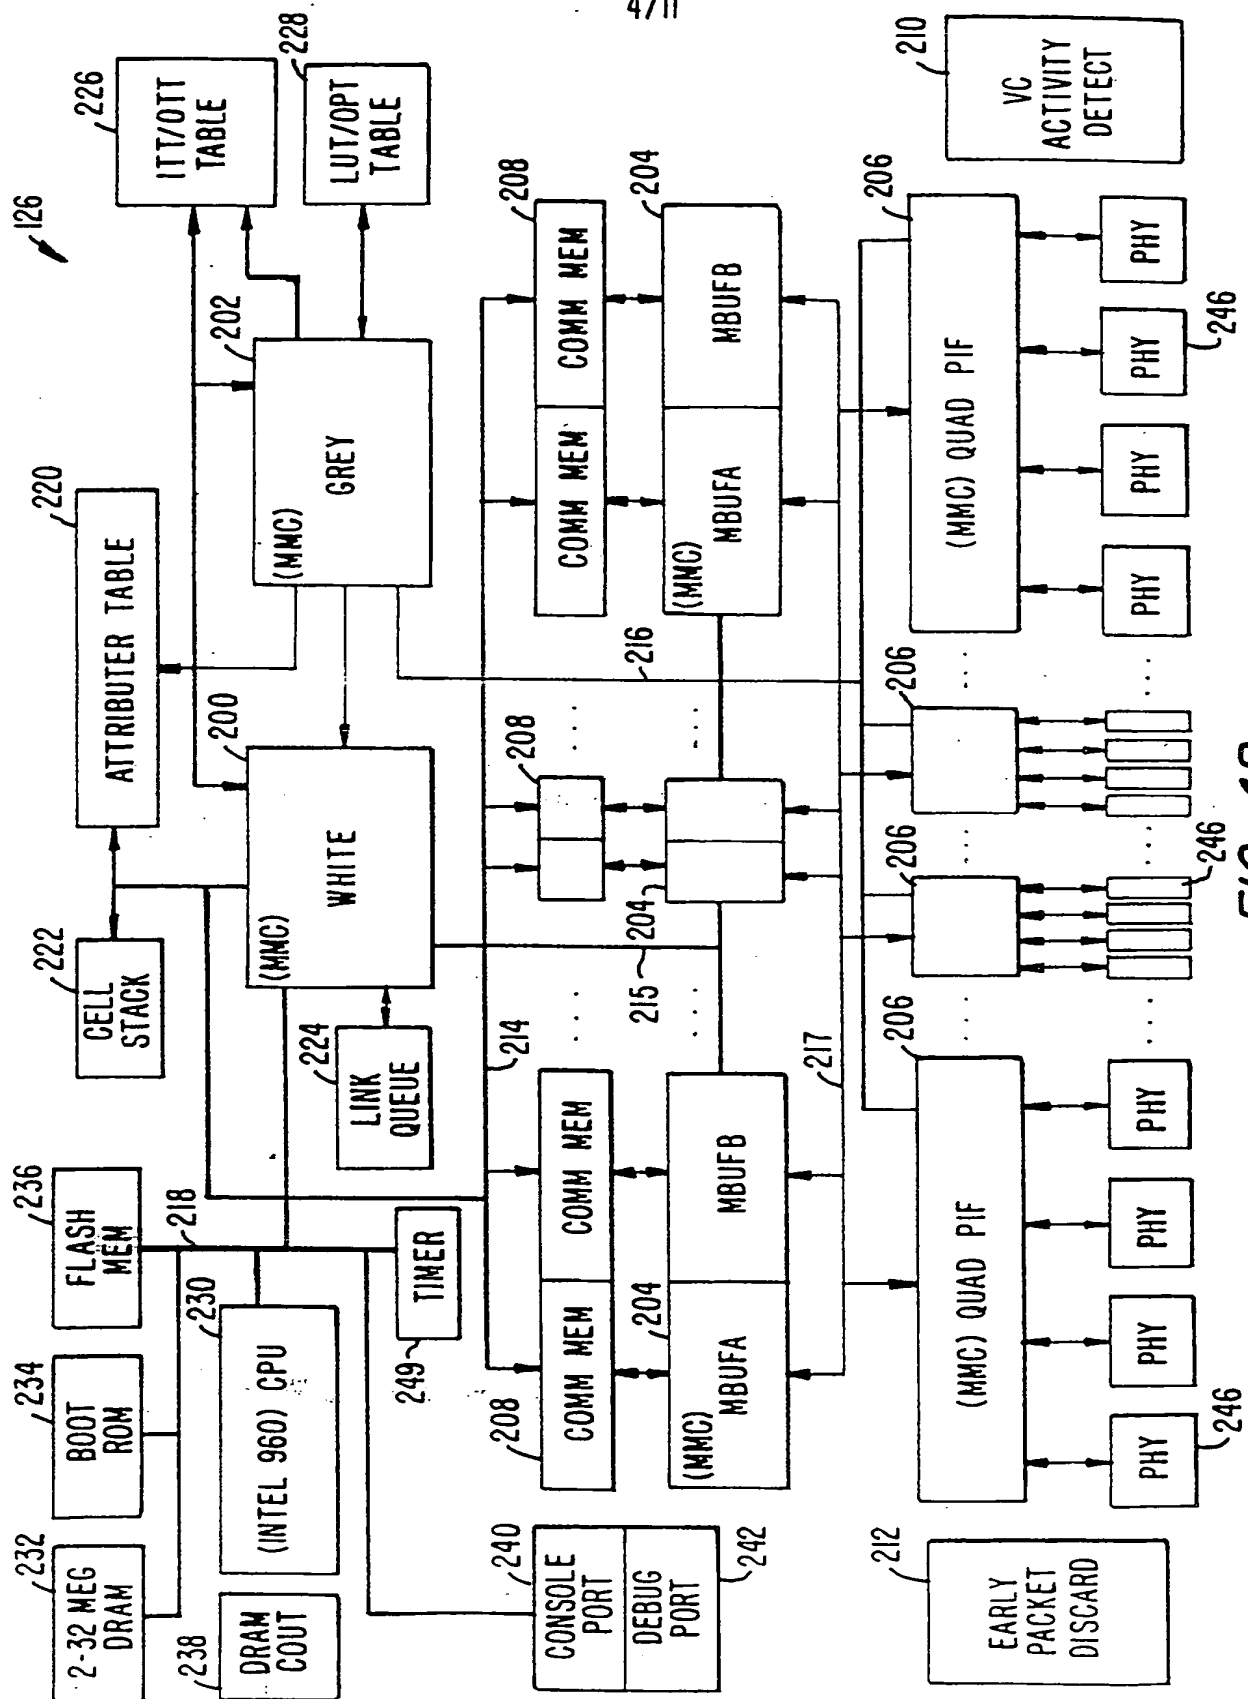 4/11
126
232
2-32 MEG
DRAM
234
BOOT
ROM
236
FLASH
MEM
222
CELL
STACK
220
ATTRIBUTER TABLE
226
ITT/OTT
TABLE
238
DRAM
COUT
230
(INTEL 960) CPU
218
200
(MMC)
WHITE
202
(MMC)
GREY
228
LUT/OPT
TABLE
249
TIMER
224
LINK
QUEUE
214
240
CONSOLE
PORT
DEBUG
PORT
242
208
COMM MEM
COMM MEM
208
COMM MEM
COMM MEM
208
204
(MMC)
MBUFA
MBUFB
204
215
216
(MMC)
MBUFA
MBUFB
204
217
212
EARLY
PACKET
DISCARD
206
(MMC) QUAD PIF
206
206
206
(MMC) QUAD PIF
210
VC
ACTIVITY
DETECT
PHY
PHY
PHY
PHY
PHY
PHY
PHY
PHY
246
246
246